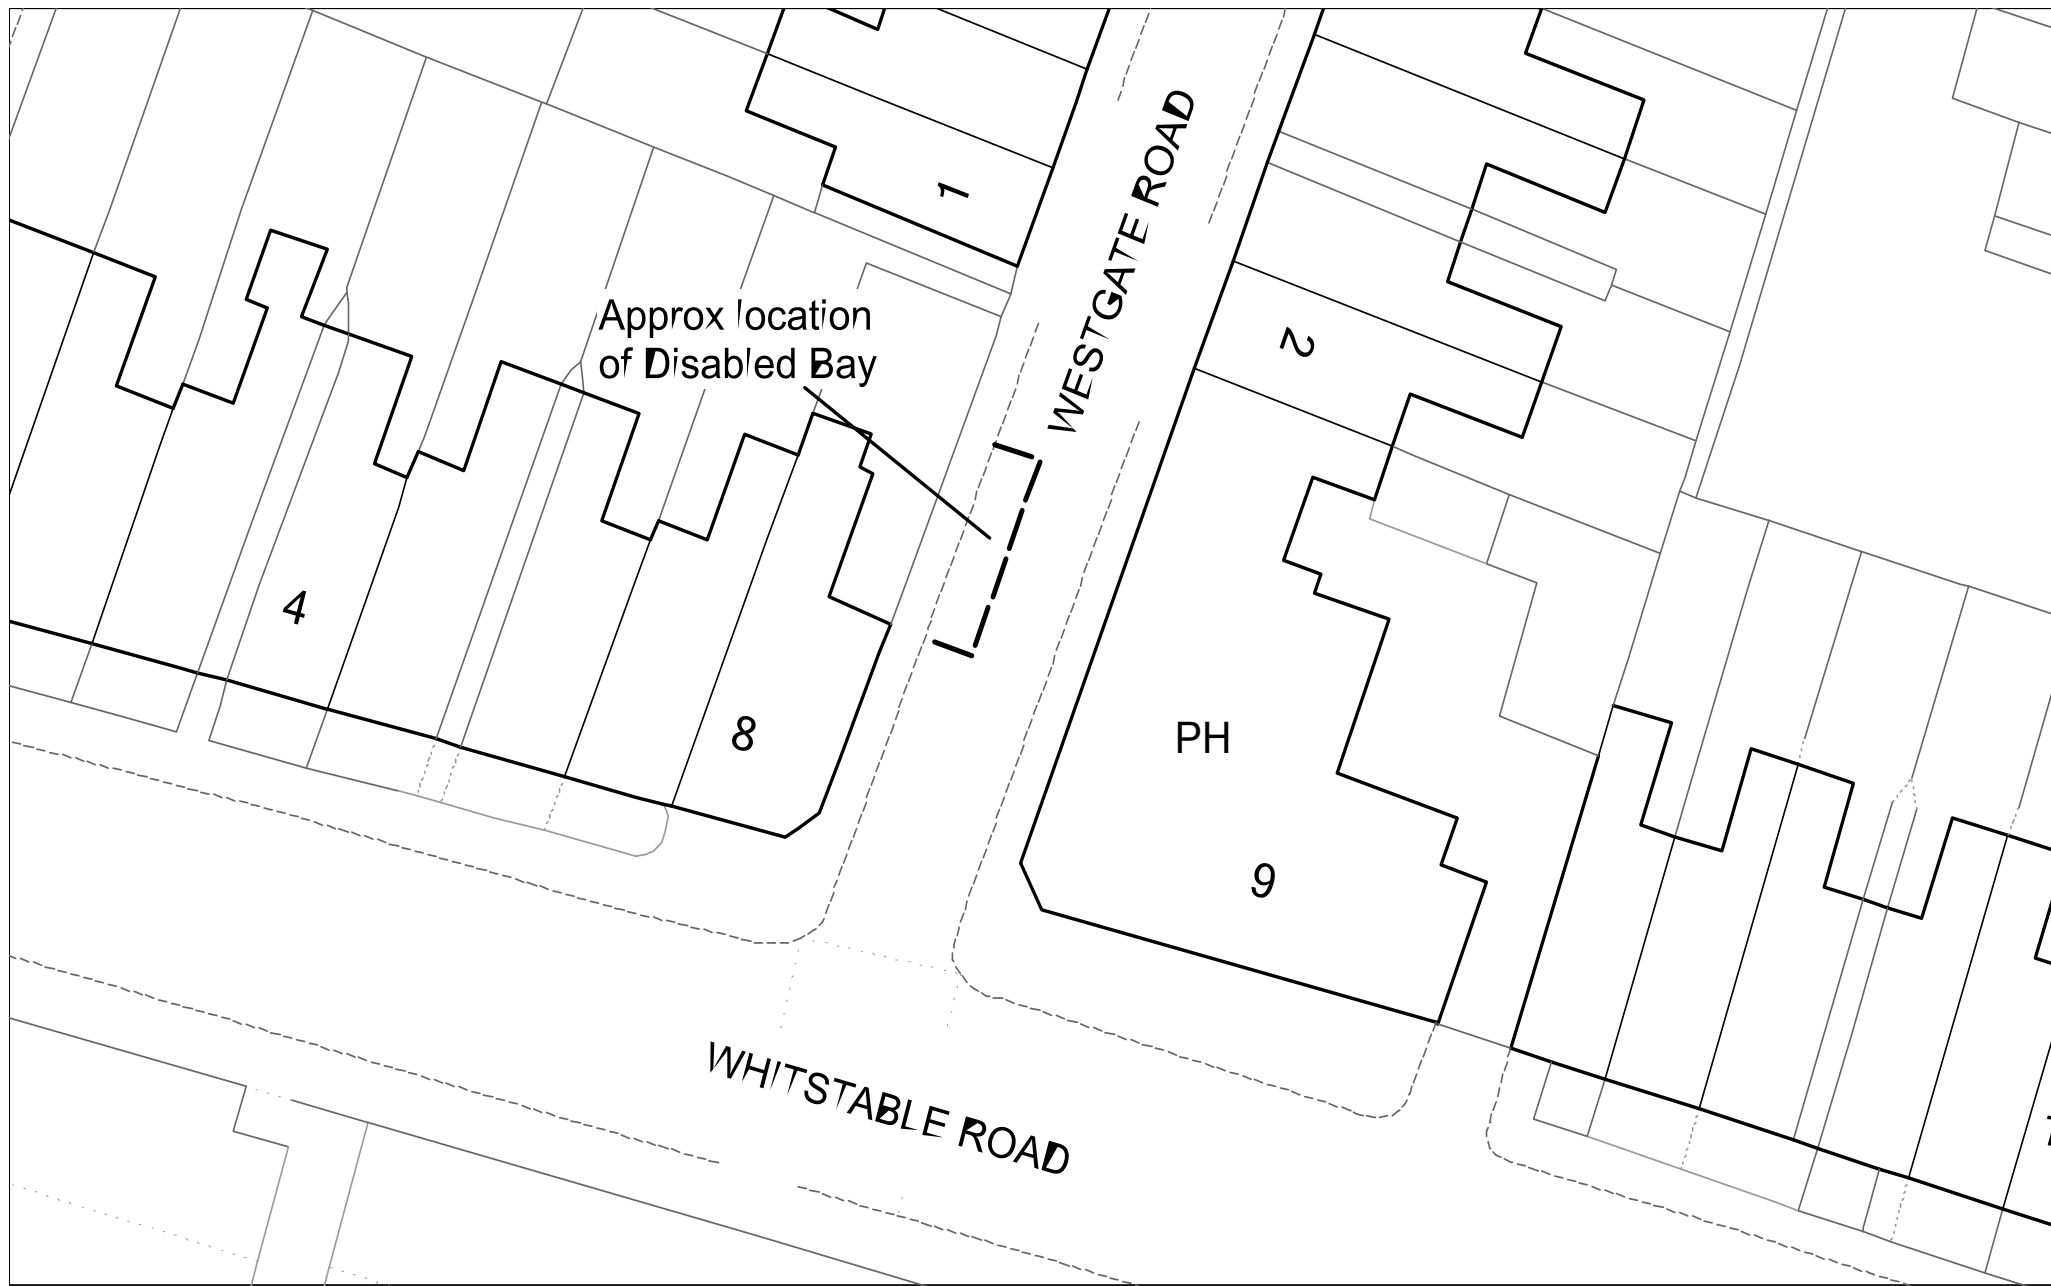 1
WESTGATE ROAD
Approx location
of Disabled Bay
2
4
8
PH
9
WHITSTABLE ROAD